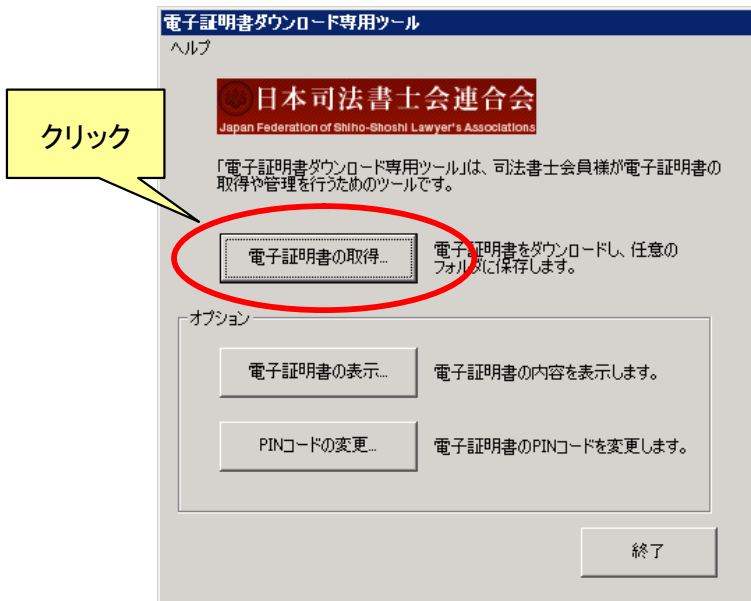 電子証明書ダウンロード専用ツール
ヘルプ
日本司法書士会連合会
Japan Federation of Shiho-Shoshi Lawyer's Associations
クリック
「電子証明書ダウンロード専用ツール」は、司法書士会員様が電子証明書の
取得や管理を行うためのツールです。
電子証明書の取得...
電子証明書をダウンロードし、任意の
フォルダに保存します。
オプション
電子証明書の表示...
電子証明書の内容を表示します。
PINコードの変更...
電子証明書のPINコードを変更します。
終了